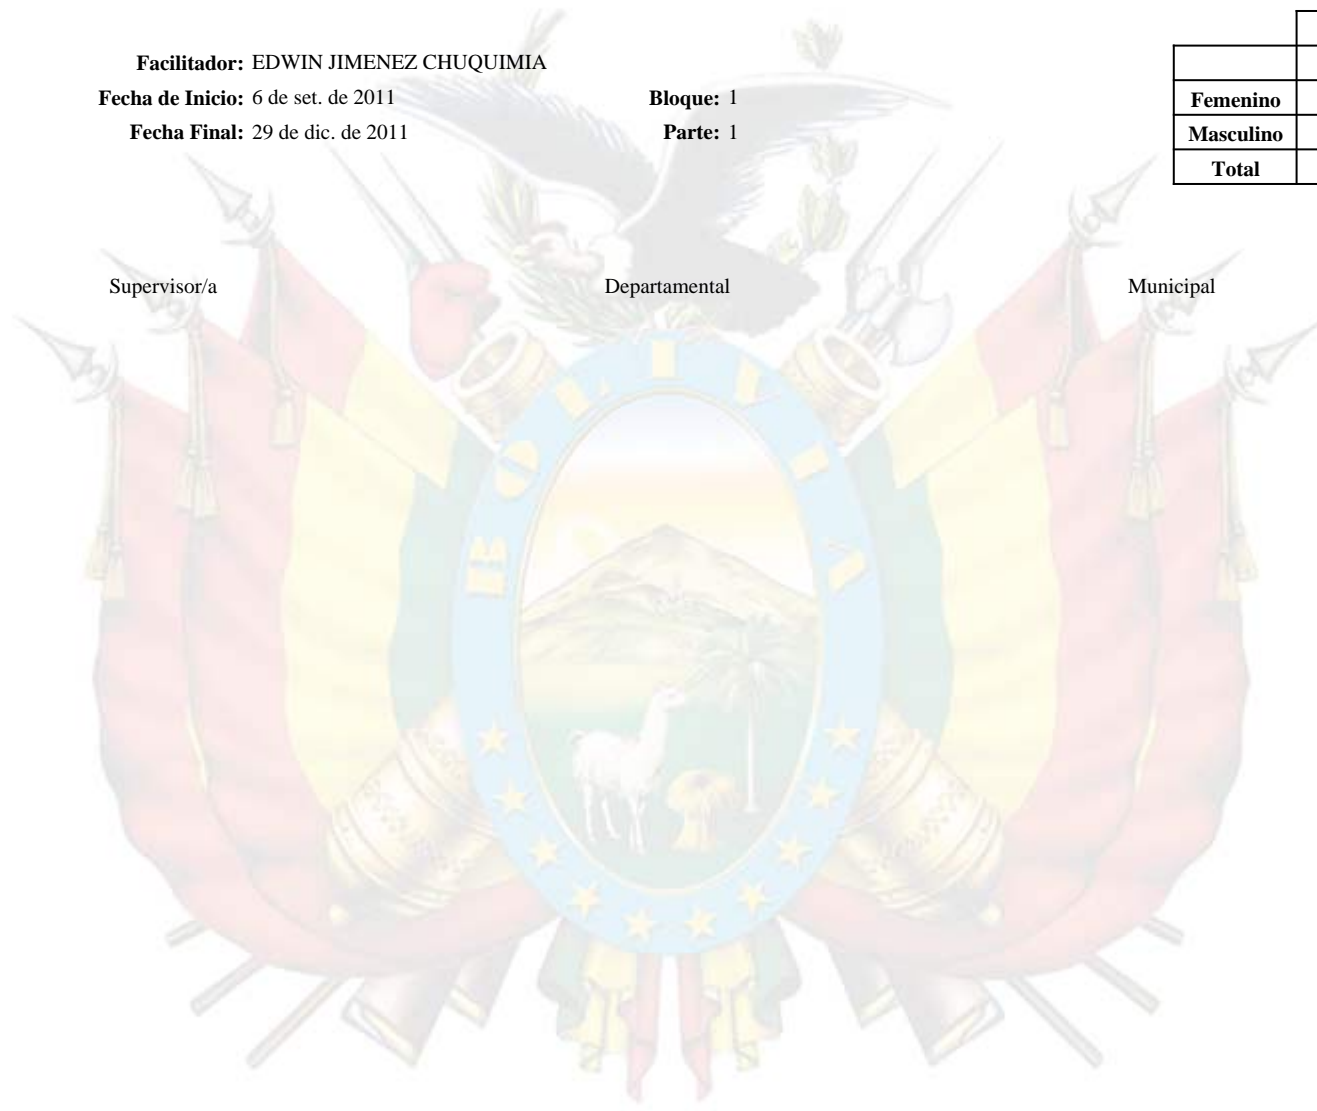 Facilitador: EDWIN JIMENEZ CHUQUIMIA
Fecha de Inicio: 6 de set. de 2011 Bloque: 1
Femenino
Fecha Final: 29 de dic. de 2011 Parte: 1
Masculino
Total
Supervisor/a Departamental Municipal
BOLIVIA